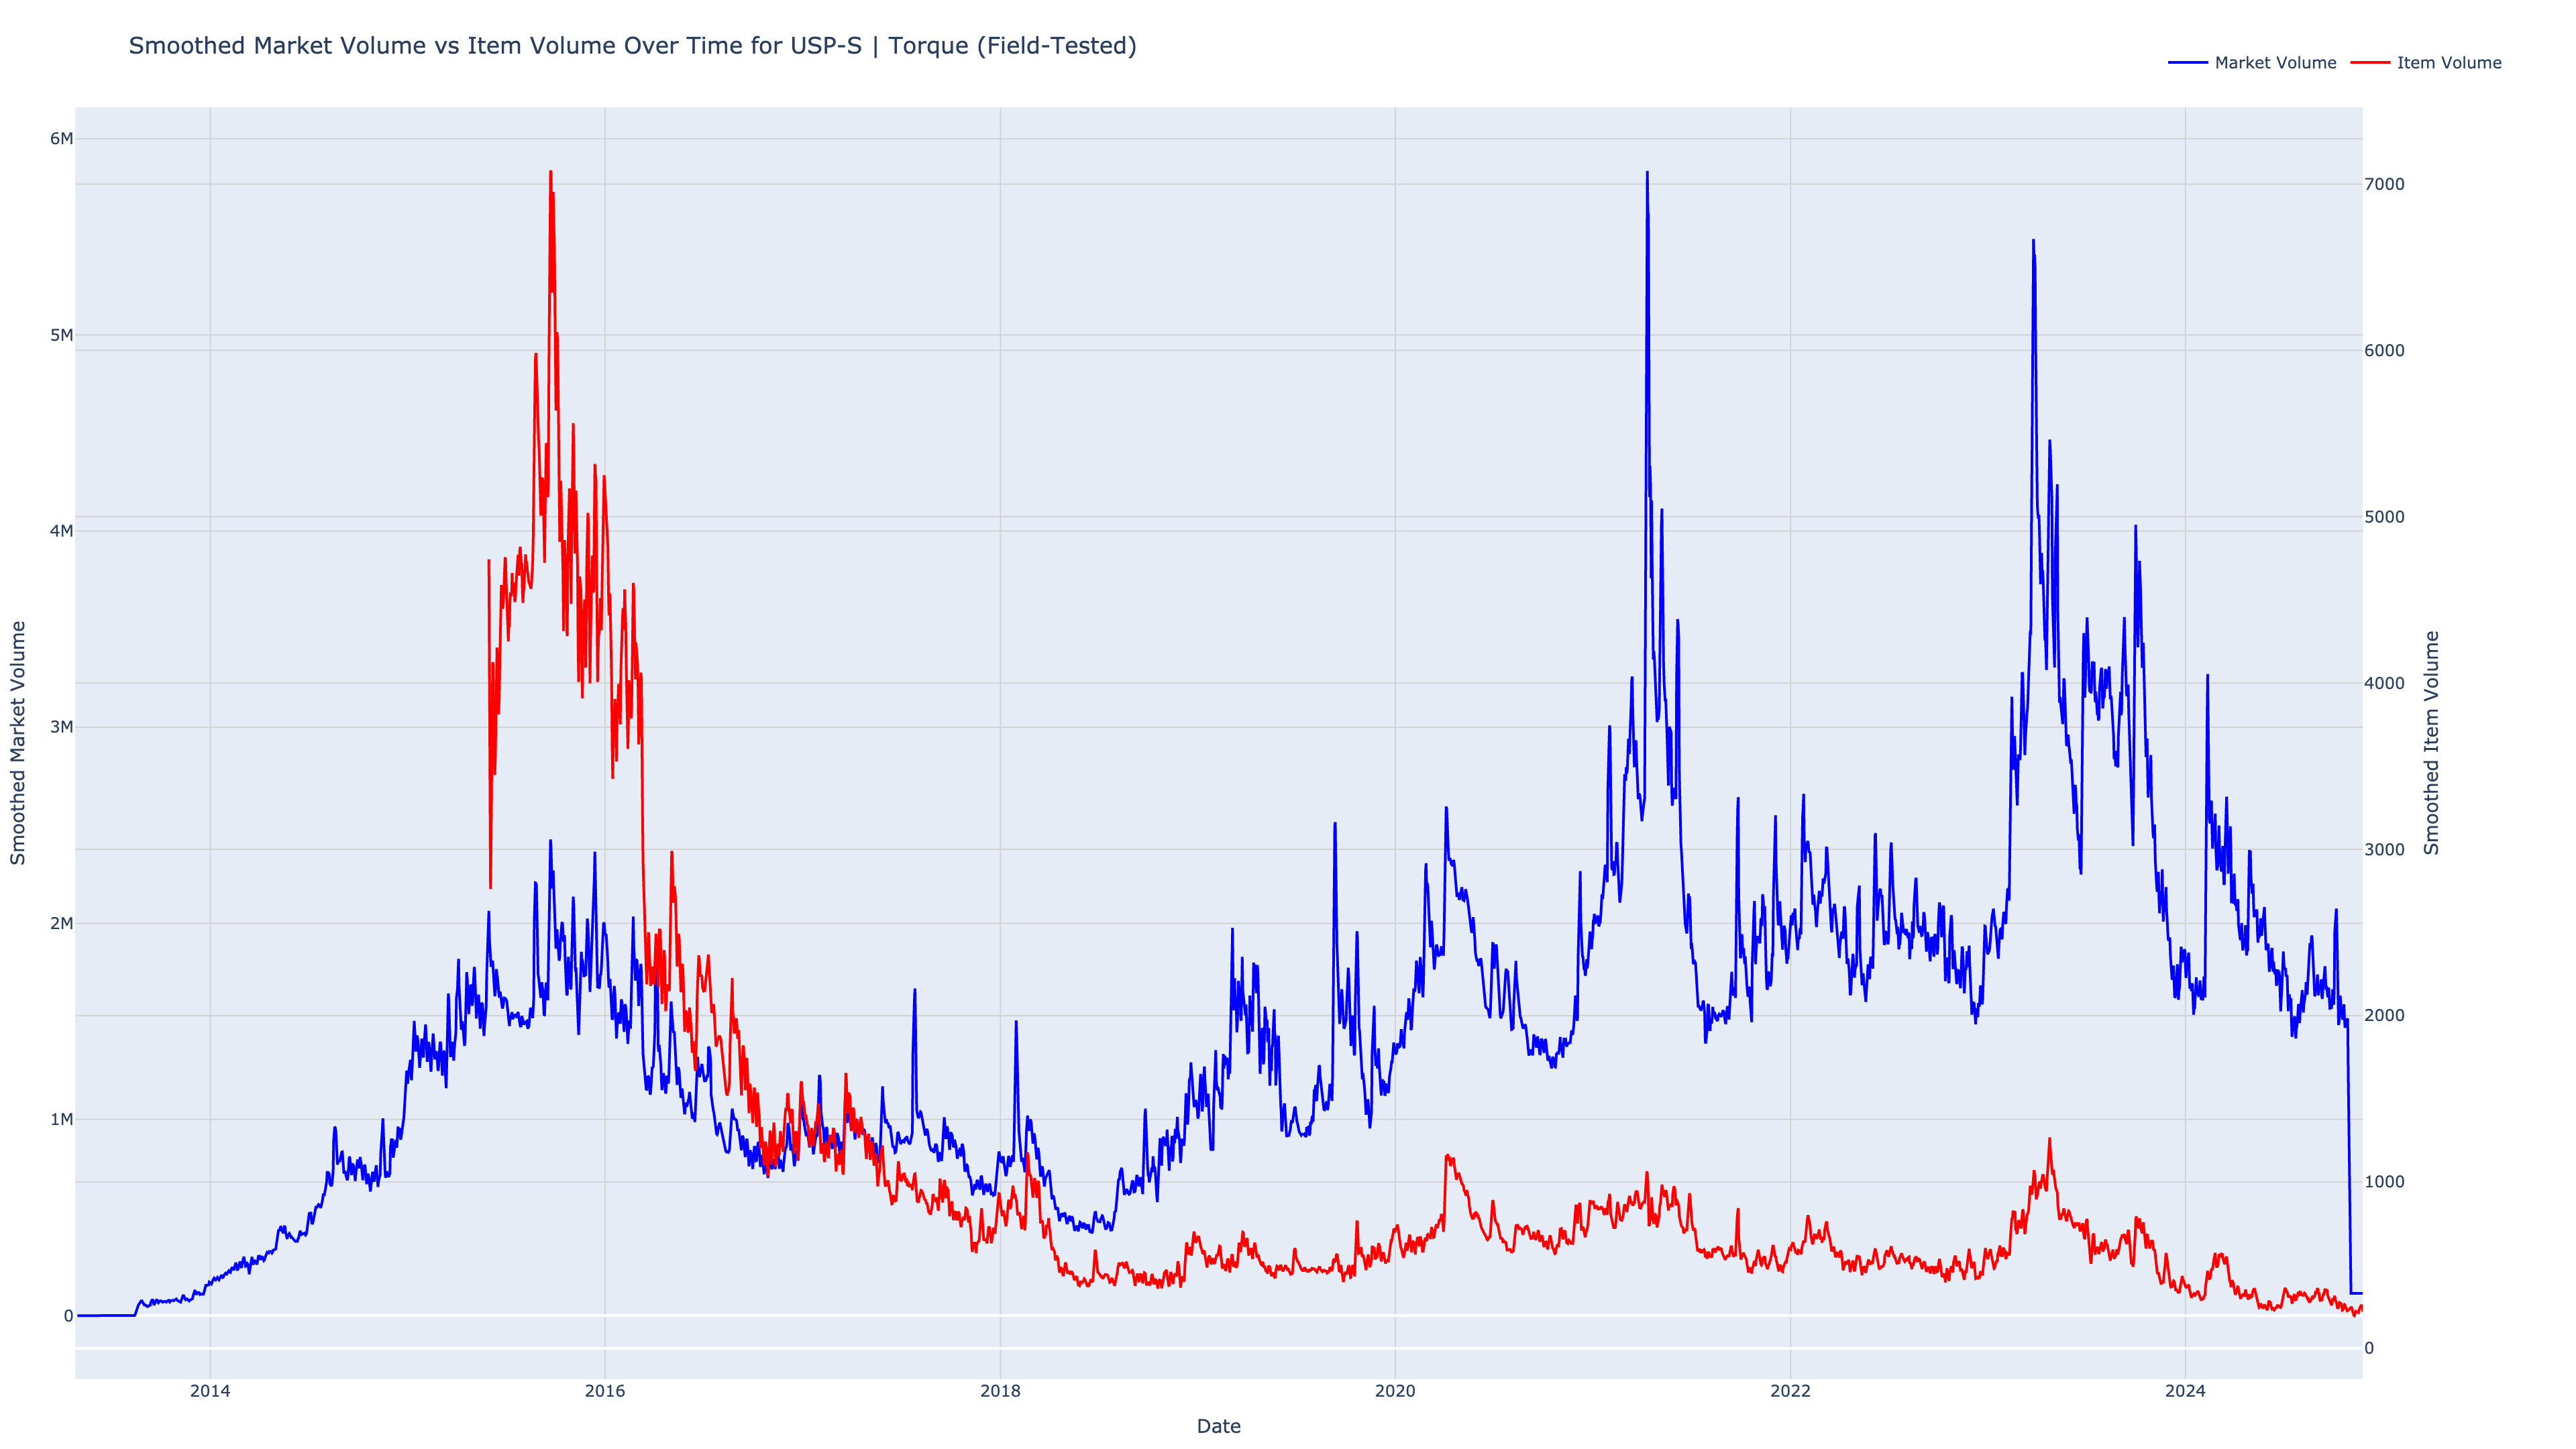 Smoothed Market Volume vs Item Volume Over Time for USP-S | Torque (Field-Tested)
Market Volume
Item Volume
6M
5M
4M
3M
2M
1M
0
Smoothed Market Volume
7000
6000
5000
4000
3000
2000
1000
0
Smoothed Item Volume
2014
2016
2018
2020
2022
2024
Date